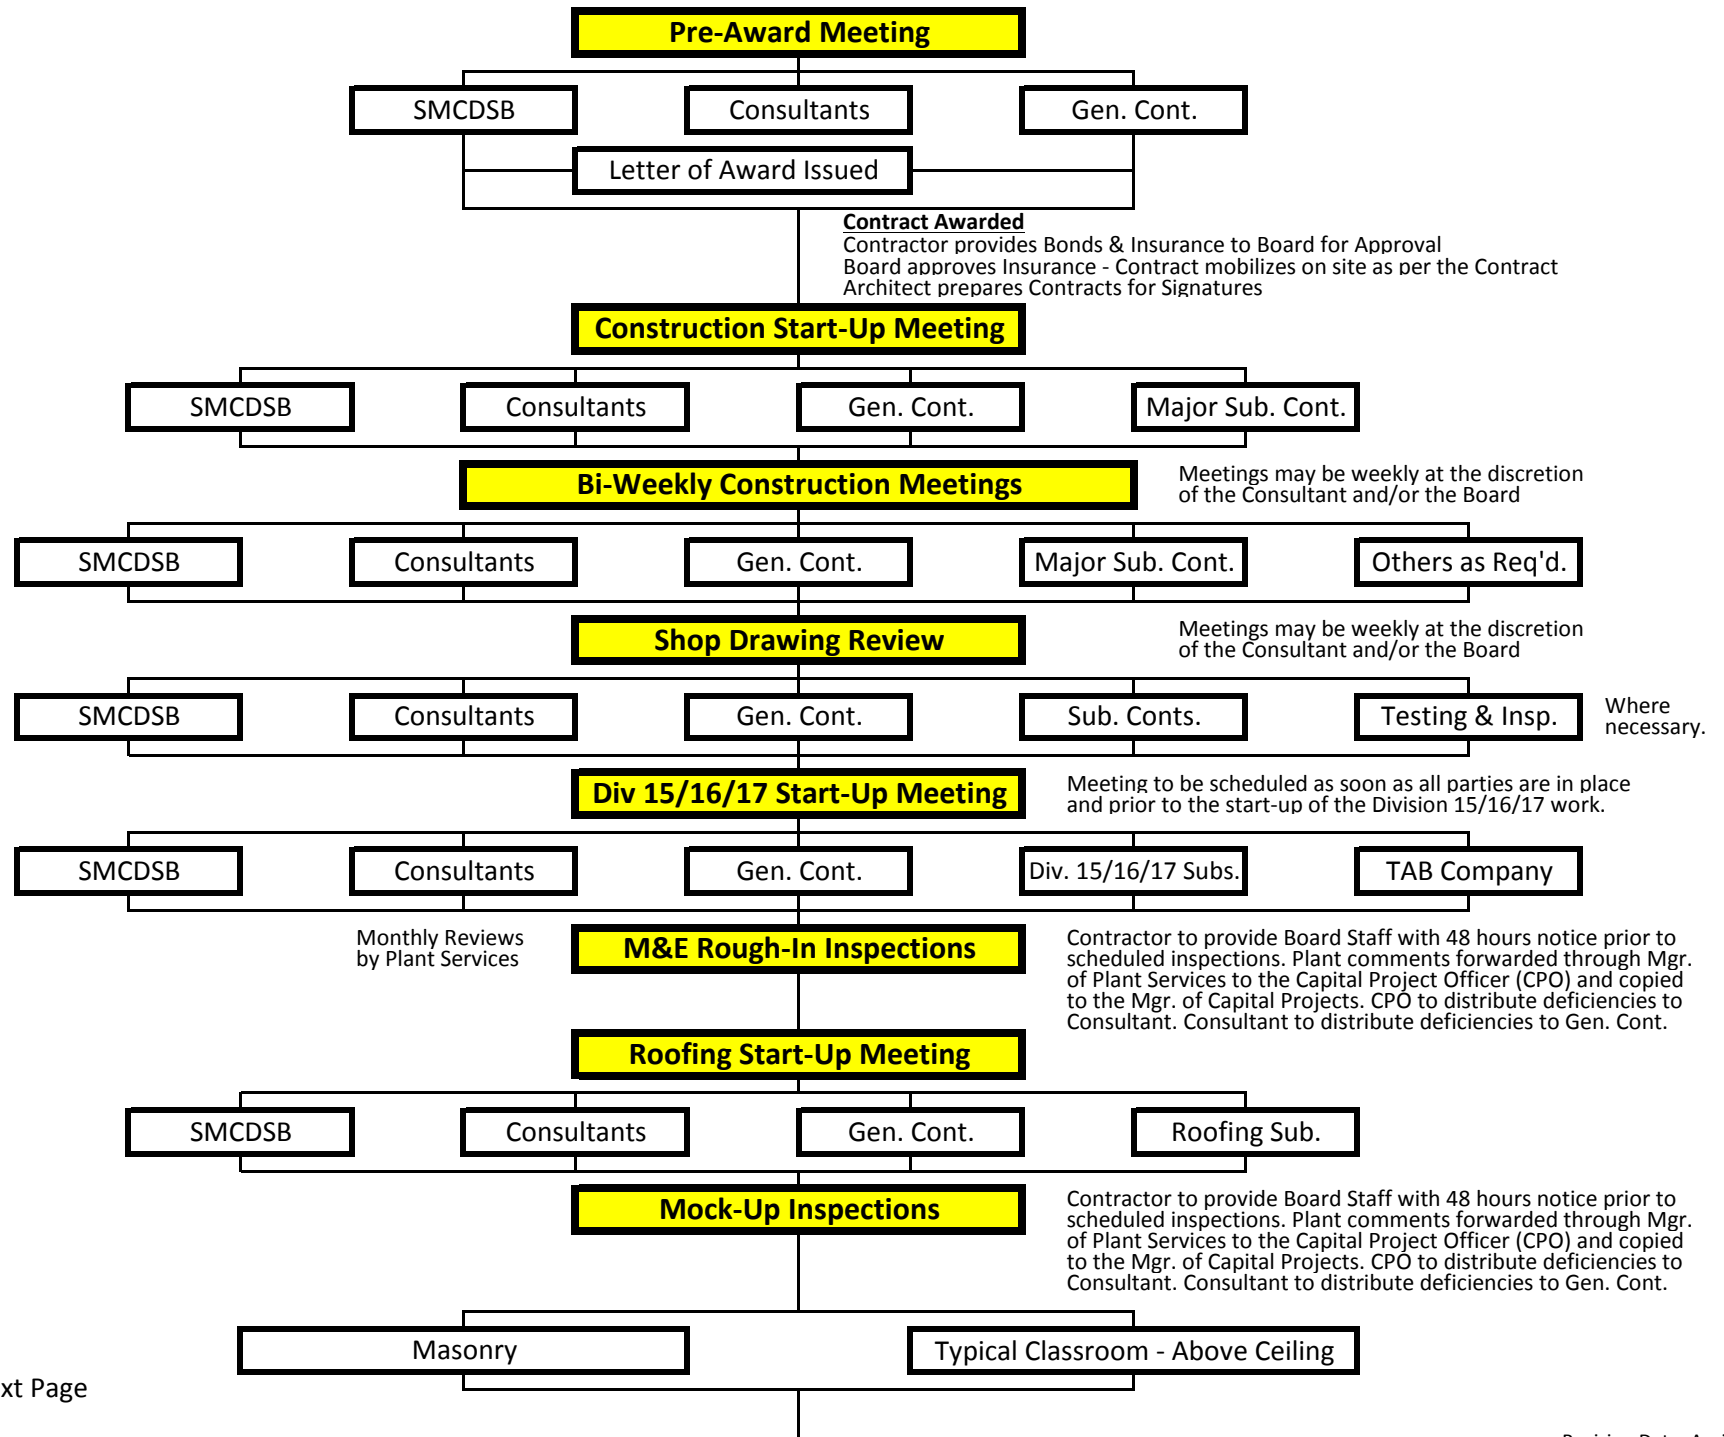 Pre-Award Meeting
SMCDSB
Consultants
Gen. Cont.
Letter of Award Issued
Contract Awarded
Contractor provides Bonds & Insurance to Board for Approval
Board approves Insurance - Contract mobilizes on site as per the Contract
Architect prepares Contracts for Signatures
Construction Start-Up Meeting
SMCDSB
Consultants
Gen. Cont.
Major Sub. Cont.
Bi-Weekly Construction Meetings
Meetings may be weekly at the discretion
of the Consultant and/or the Board
SMCDSB
Consultants
Gen. Cont.
Major Sub. Cont.
Others as Req'd.
Shop Drawing Review
Meetings may be weekly at the discretion
of the Consultant and/or the Board
SMCDSB
Consultants
Gen. Cont.
Sub. Conts.
Testing & Insp.
Where
necessary.
Div 15/16/17 Start-Up Meeting
Meeting to be scheduled as soon as all parties are in place
and prior to the start-up of the Division 15/16/17 work.
SMCDSB
Consultants
Gen. Cont.
Div. 15/16/17 Subs.
TAB Company
Monthly Reviews
by Plant Services
M&E Rough-In Inspections
Contractor to provide Board Staff with 48 hours notice prior to
scheduled inspections. Plant comments forwarded through Mgr.
of Plant Services to the Capital Project Officer (CPO) and copied
to the Mgr. of Capital Projects. CPO to distribute deficiencies to
Consultant. Consultant to distribute deficiencies to Gen. Cont.
Roofing Start-Up Meeting
SMCDSB
Consultants
Gen. Cont.
Roofing Sub.
Mock-Up Inspections
Contractor to provide Board Staff with 48 hours notice prior to
scheduled inspections. Plant comments forwarded through Mgr.
of Plant Services to the Capital Project Officer (CPO) and copied
to the Mgr. of Capital Projects. CPO to distribute deficiencies to
Consultant. Consultant to distribute deficiencies to Gen. Cont.
Masonry
Typical Classroom - Above Ceiling
xt Page